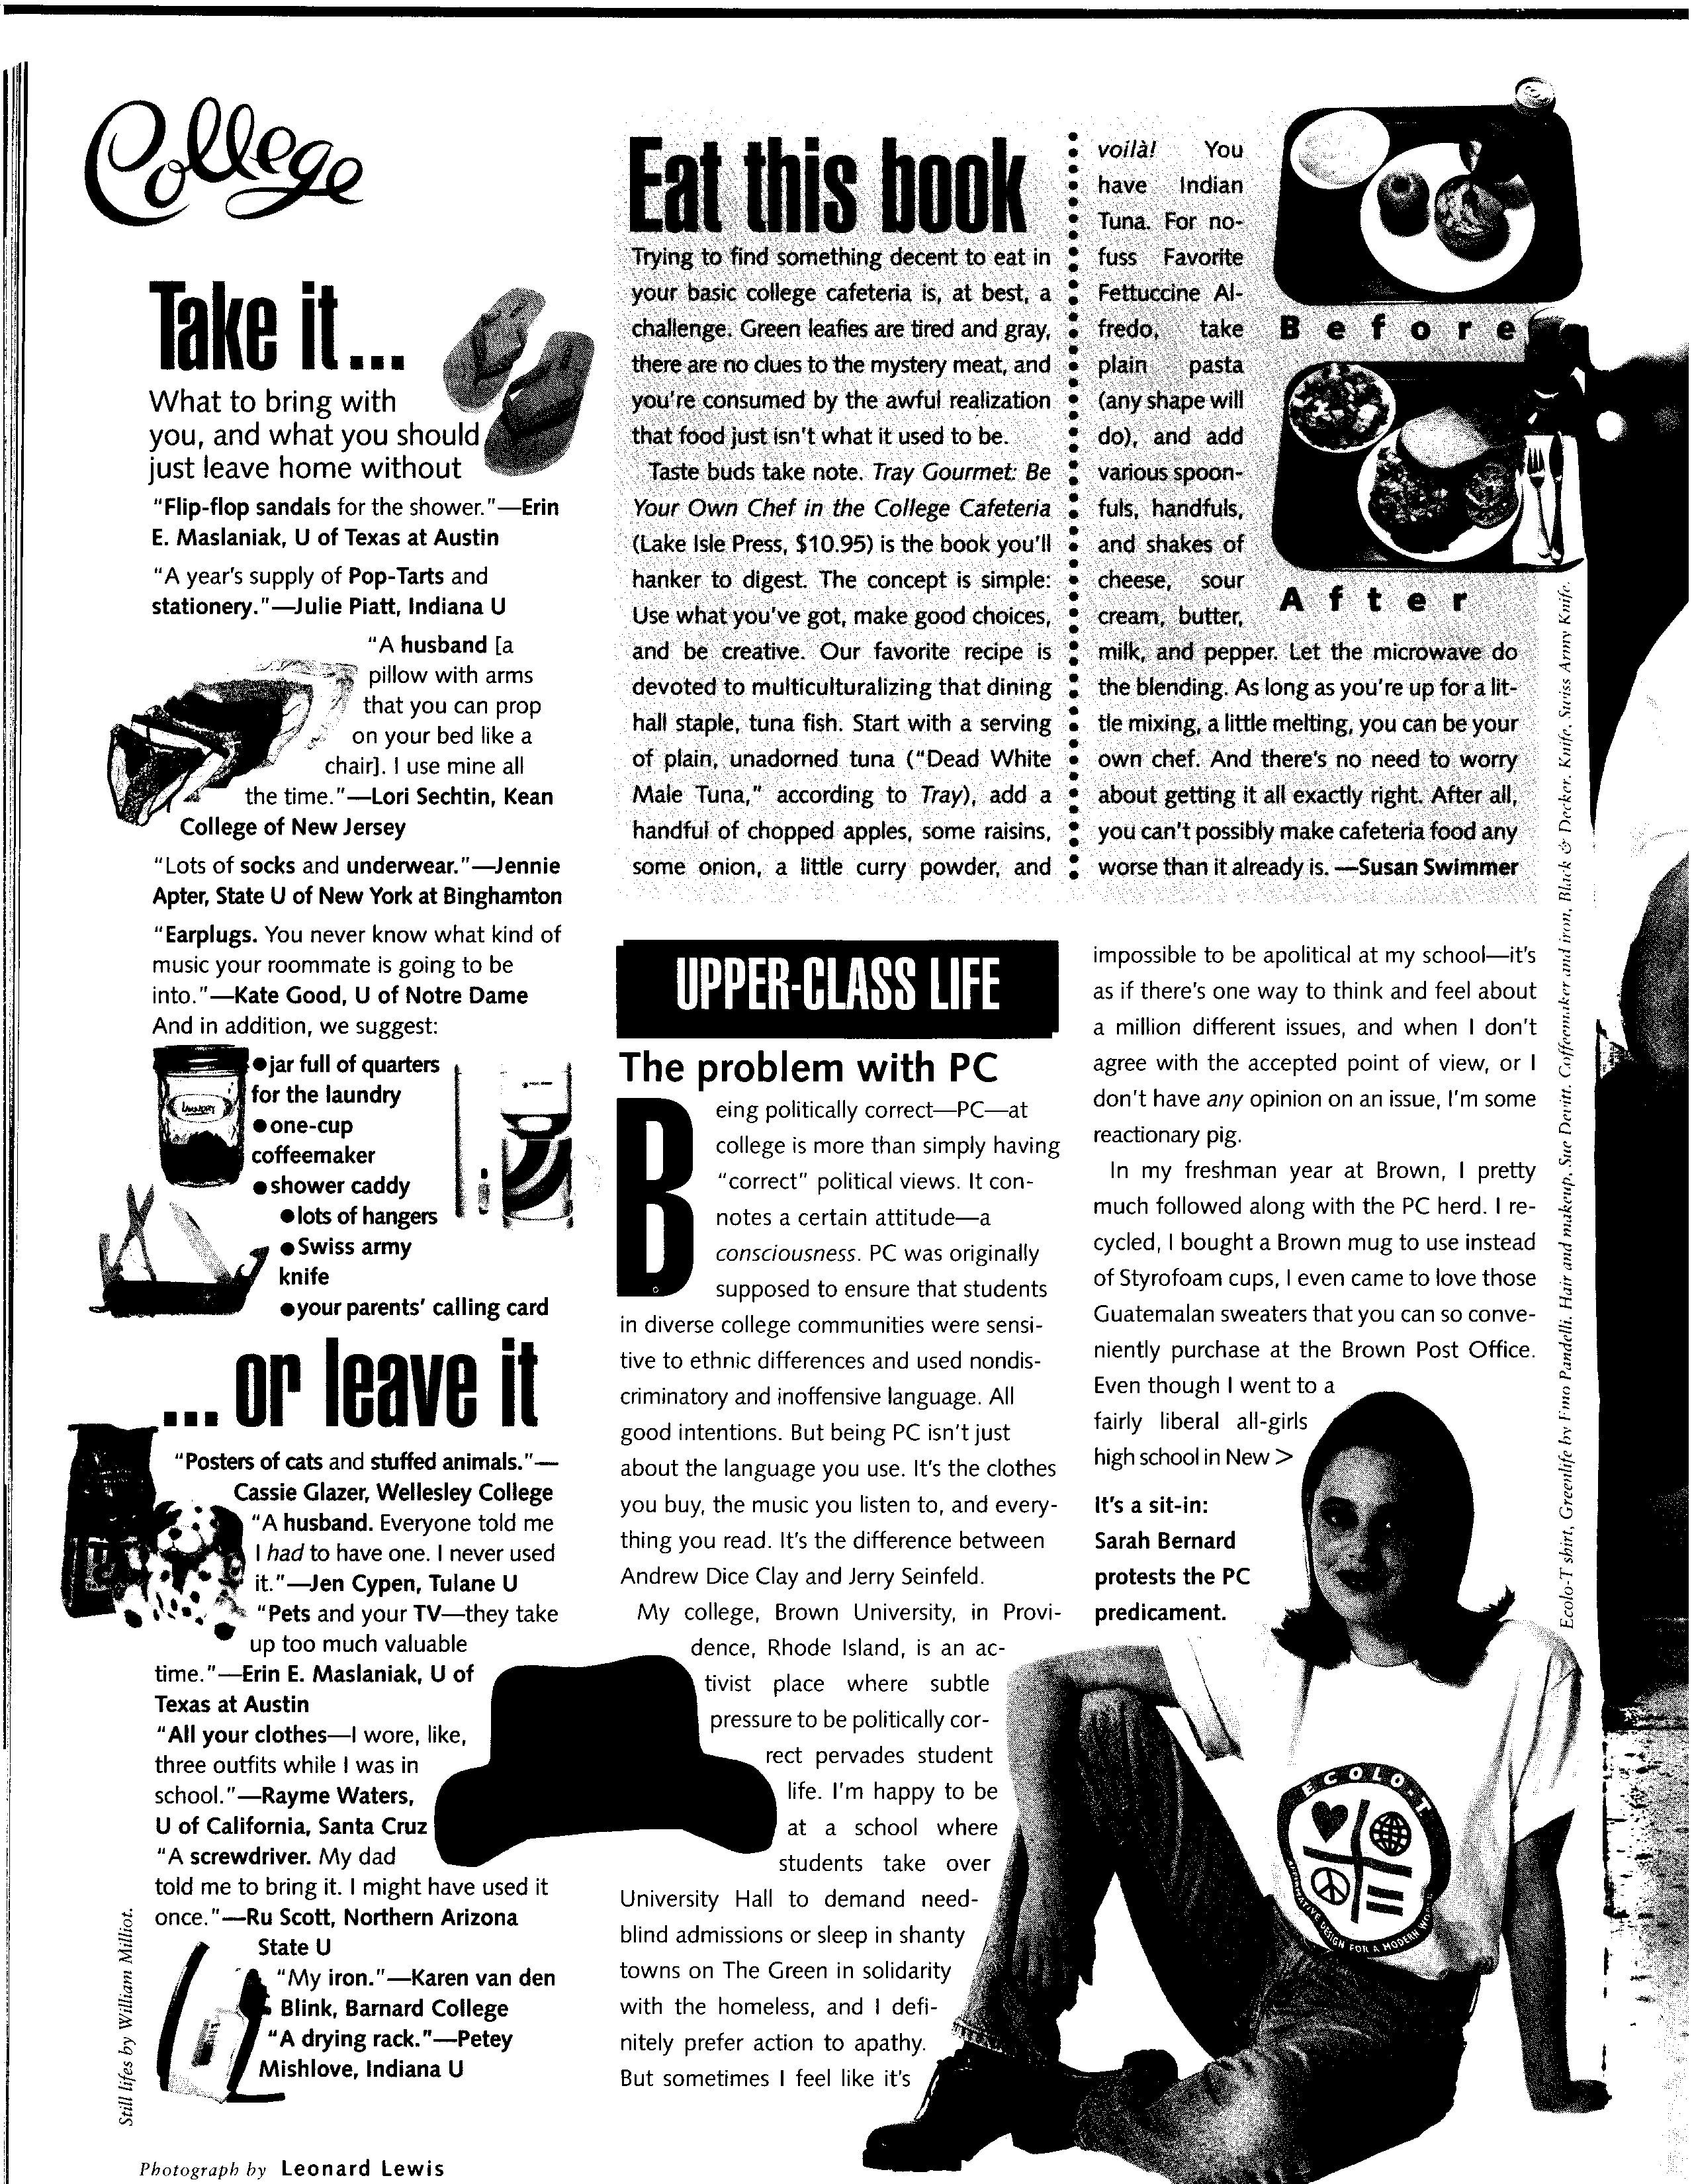 College
Take it...
What to bring with
you, and what you should
just leave home without
"Flip-flop sandals for the shower."—Erin
E. Maslaniak, U of Texas at Austin
"A year's supply of Pop-Tarts and
stationery."—Julie Piatt, Indiana U
"A husband [a
pillow with arms
that you can prop
on your bed like a
chair]. I use mine all
the time."—Lori Sechtin, Kean
College of New Jersey
"Lots of socks and underwear."—Jennie
Apter, State U of New York at Binghamton
"Earplugs. You never know what kind of
music your roommate is going to be
into."—Kate Good, U of Notre Dame
And in addition, we suggest:
●jar full of quarters
for the laundry
●one-cup
coffeemaker
●shower caddy
●lots of hangers
●Swiss army
knife
●your parents' calling card
LAUNDRY
...or leave it
"Posters of cats and stuffed animals."—
Cassie Glazer, Wellesley College
"A husband. Everyone told me
I had to have one. I never used
it."—Jen Cypen, Tulane U
"Pets and your TV—they take
up too much valuable
time."—Erin E. Maslaniak, U of
Texas at Austin
"All your clothes—I wore, like,
three outfits while I was in
school."—Rayme Waters,
U of California, Santa Cruz
"A screwdriver. My dad
told me to bring it. I might have used it
once."—Ru Scott, Northern Arizona
State U
"My iron."—Karen van den
Blink, Barnard College
"A drying rack."—Petey
Mishlove, Indiana U
Still lifes by William Milliot.
Photograph by Leonard Lewis
Eat this book
Trying to find something decent to eat in
your basic college cafeteria is, at best, a
challenge. Green leafies are tired and gray,
there are no clues to the mystery meat, and
you're consumed by the awful realization
that food just isn't what it used to be.
Taste buds take note. Tray Gourmet: Be
Your Own Chef in the College Cafeteria
(Lake Isle Press, $10.95) is the book you'll
hanker to digest. The concept is simple:
Use what you've got, make good choices,
and be creative. Our favorite recipe is
devoted to multiculturalizing that dining
hall staple, tuna fish. Start with a serving
of plain, unadorned tuna ("Dead White
Male Tuna," according to Tray), add a
handful of chopped apples, some raisins,
some onion, a little curry powder, and
voilà! You
have Indian
Tuna. For no-
fuss Favorite
Fettuccine Al-
fredo, take
plain pasta
(any shape will
do), and add
various spoon-
fuls, handfuls,
and shakes of
cheese, sour
cream, butter,
milk, and pepper. Let the microwave do
the blending. As long as you're up for a lit-
tle mixing, a little melting, you can be your
own chef. And there's no need to worry
about getting it all exactly right. After all,
you can't possibly make cafeteria food any
worse than it already is. —Susan Swimmer
Before
After
UPPER-CLASS LIFE
The problem with PC
Being politically correct—PC—at
college is more than simply having
"correct" political views. It con-
notes a certain attitude—a
consciousness. PC was originally
supposed to ensure that students
in diverse college communities were sensi-
tive to ethnic differences and used nondis-
criminatory and inoffensive language. All
good intentions. But being PC isn't just
about the language you use. It's the clothes
you buy, the music you listen to, and every-
thing you read. It's the difference between
Andrew Dice Clay and Jerry Seinfeld.
My college, Brown University, in Provi-
dence, Rhode Island, is an ac-
tivist place where subtle
pressure to be politically cor-
rect pervades student
life. I'm happy to be
at a school where
students take over
University Hall to demand need-
blind admissions or sleep in shanty
towns on The Green in solidarity
with the homeless, and I defi-
nitely prefer action to apathy.
But sometimes I feel like it's
impossible to be apolitical at my school—it's
as if there's one way to think and feel about
a million different issues, and when I don't
agree with the accepted point of view, or I
don't have any opinion on an issue, I'm some
reactionary pig.
In my freshman year at Brown, I pretty
much followed along with the PC herd. I re-
cycled, I bought a Brown mug to use instead
of Styrofoam cups, I even came to love those
Guatemalan sweaters that you can so conve-
niently purchase at the Brown Post Office.
Even though I went to a
fairly liberal all-girls
high school in New >
It's a sit-in:
Sarah Bernard
protests the PC
predicament.
ECOLO-T
DESIGN FOR A MODERN
Ecolo-T shirt, Greenlife by Emo Pandelli. Hair and makeup, Sue Devitt. Coffeemaker and iron, Black & Decker. Knife, Swiss Army Knife.